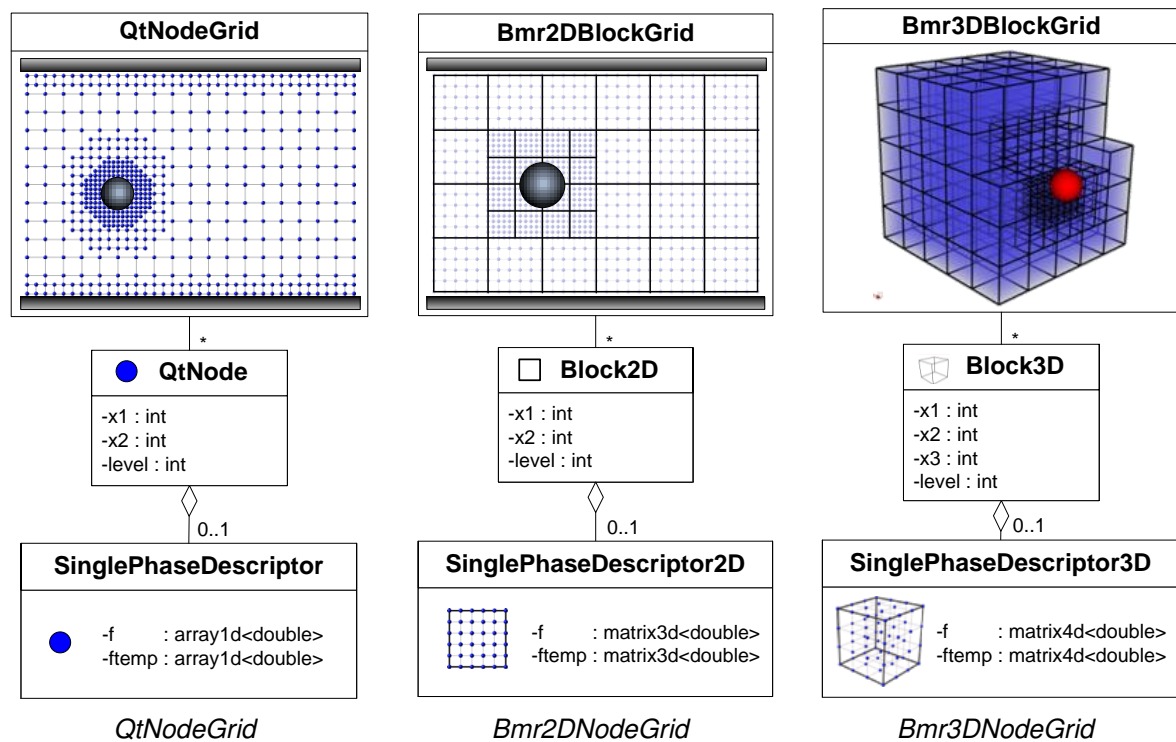 QtNodeGrid
*
QtNode
-x1 : int
-x2 : int
-level : int
0..1
SinglePhaseDescriptor
-f : array1d<double>
-ftemp : array1d<double>
QtNodeGrid
Bmr2DBlockGrid
*
Block2D
-x1 : int
-x2 : int
-level : int
0..1
SinglePhaseDescriptor2D
-f : matrix3d<double>
-ftemp : matrix3d<double>
Bmr2DNodeGrid
Bmr3DBlockGrid
*
Block3D
-x1 : int
-x2 : int
-x3 : int
-level : int
0..1
SinglePhaseDescriptor3D
-f : matrix4d<double>
-ftemp : matrix4d<double>
Bmr3DNodeGrid